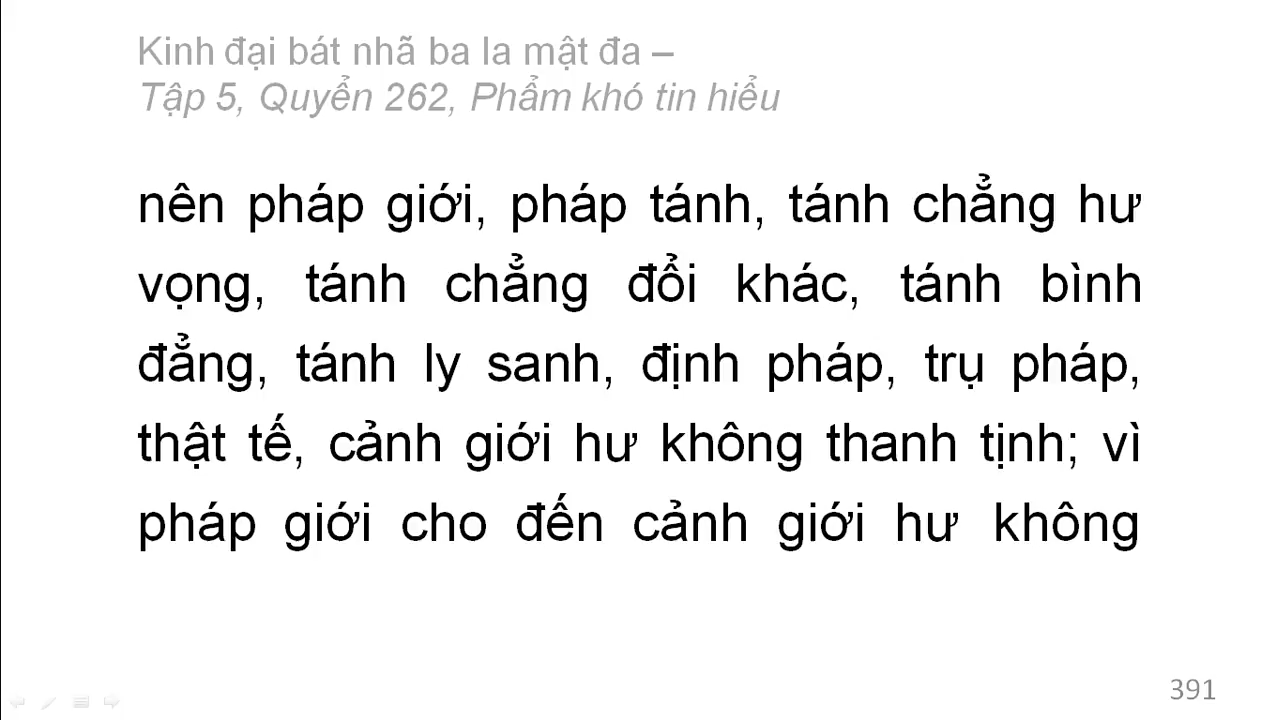 Kinh đại bát nhã ba la mật đa –
Tập 5, Quyển 262, Phẩm khó tin hiểu
nên pháp giới, pháp tánh, tánh chẳng hư
vọng, tánh chẳng đổi khác, tánh bình
đẳng, tánh ly sanh, định pháp, trụ pháp,
thật tế, cảnh giới hư không thanh tịnh; vì
pháp giới cho đến cảnh giới hư không
391